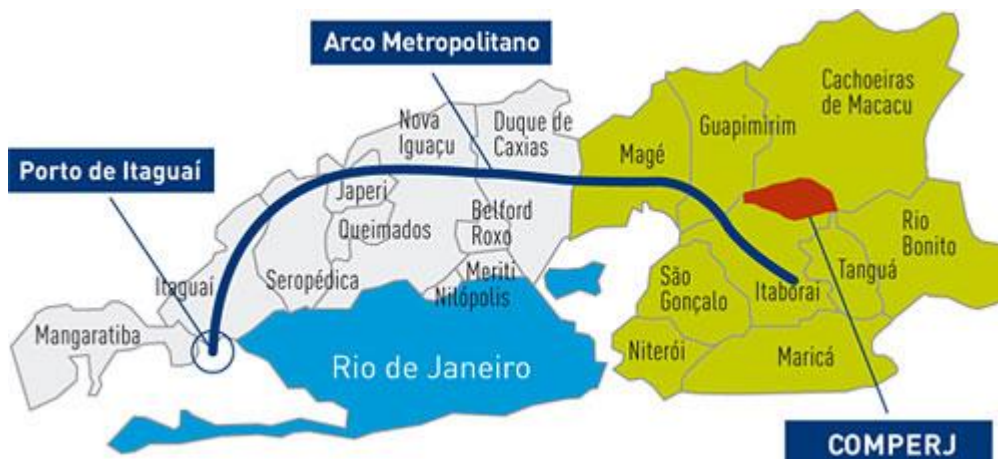 Arco Metropolitano
Cachoeiras
de Macacu
Nova
Iguaçu
Duque de
Caxias
Guapimirim
Magé
Porto de Itaguaí
Japeri
Belford
Roxo
Queimados
Rio
Bonito
Meriti
Seropédica
Itaguaí
São
Gonçalo
Tanguá
Itaboraí
Nilópolis
Mangaratiba
Niterói
Maricá
Rio de Janeiro
COMPERJ